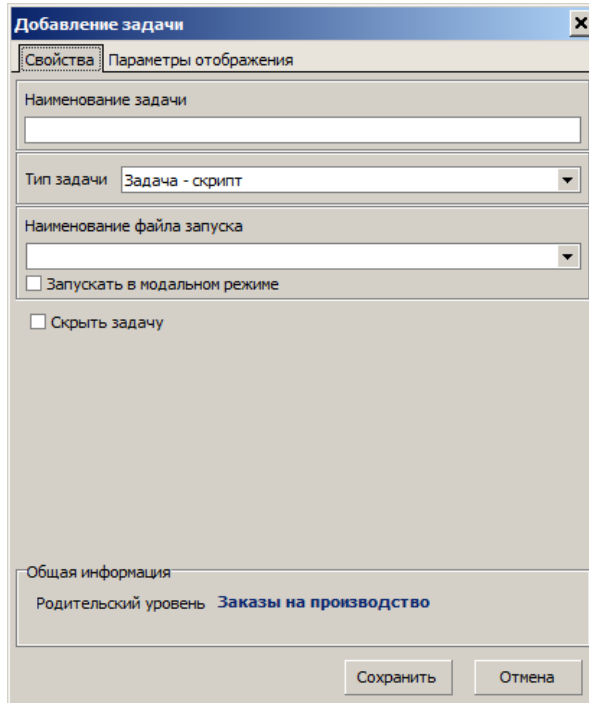 Добавление задачи
Свойства Параметры отображения
Наименование задачи
Тип задачи Задача - скрипт
Наименование файла запуска
Запускать в модальном режиме
Скрыть задачу
Общая информация
Родительский уровень Заказы на производство
Сохранить Отмена